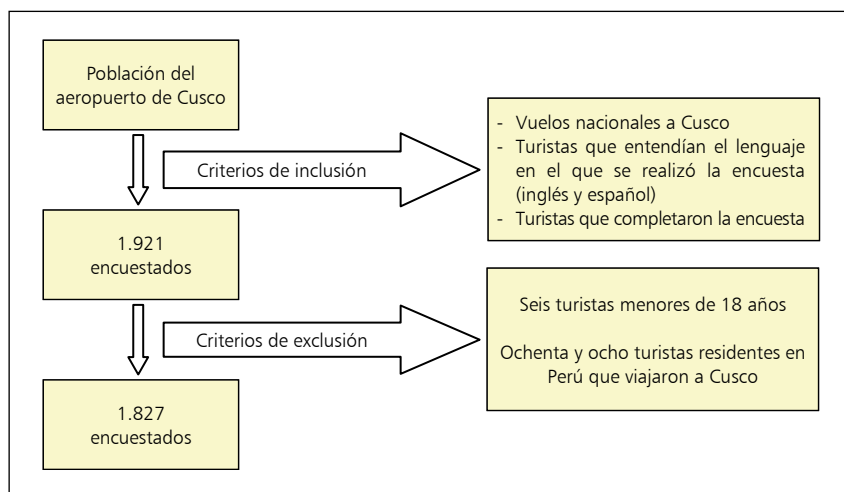 Población del
aeropuerto de Cusco
Criterios de inclusión
- Vuelos nacionales a Cusco
- Turistas que entendían el lenguaje
en el que se realizó la encuesta
(inglés y español)
- Turistas que completaron la encuesta
1.921
encuestados
Criterios de exclusión
Seis turistas menores de 18 años
Ochenta y ocho turistas residentes en
Perú que viajaron a Cusco
1.827
encuestados